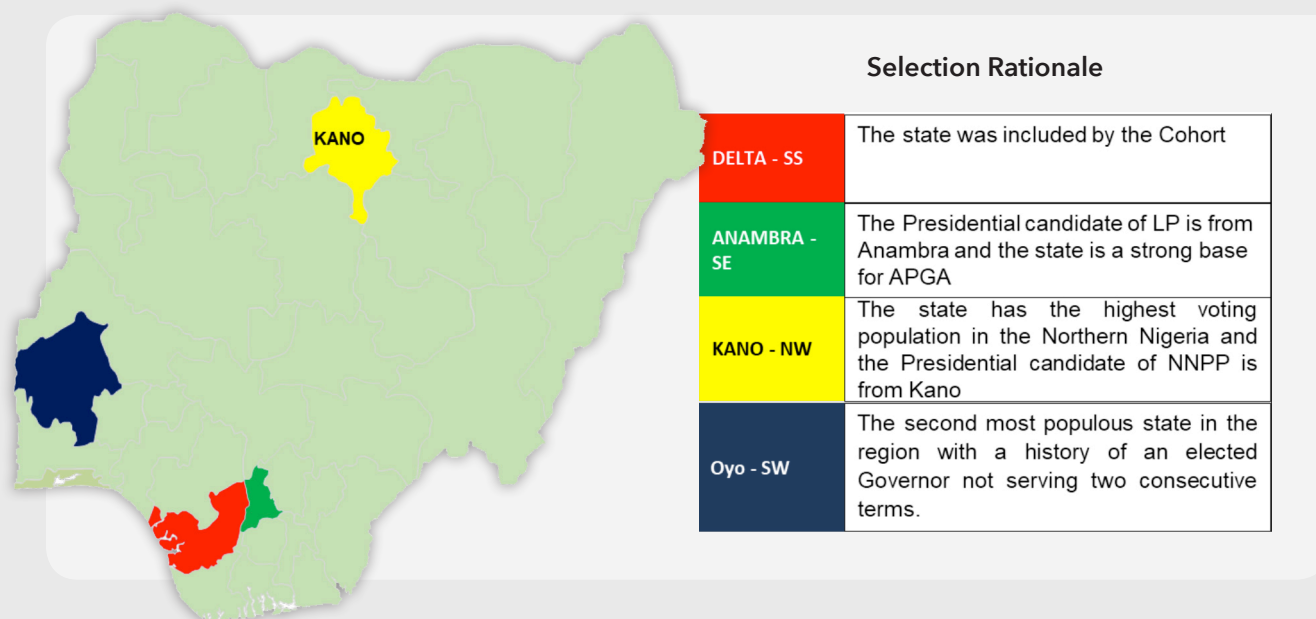 Selection Rationale
KANO
DELTA - SS
The state was included by the Cohort
ANAMBRA -
SE
The Presidential candidate of LP is from
Anambra and the state is a strong base
for APGA
KANO - NW
The state has the highest voting
population in the Northern Nigeria and
the Presidential candidate of NNPP is
from Kano
Oyo - SW
The second most populous state in the
region with a history of an elected
Governor not serving two consecutive
terms.